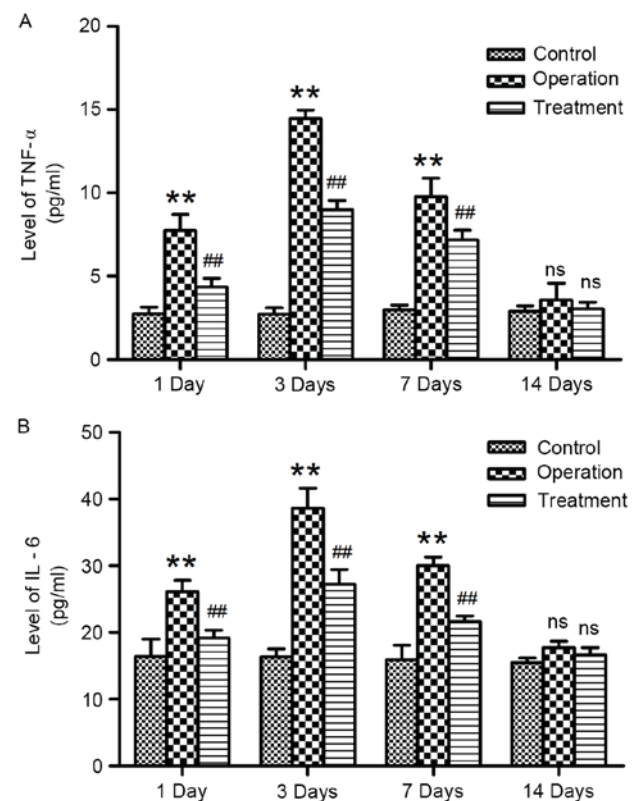 A
20
15
10
5
0
Level of TNF-α
(pg/ml)
Control
Operation
Treatment
**
##
**
##
**
##
ns
ns
1 Day
3 Days
7 Days
14 Days
B
50
40
30
20
10
0
Level of IL - 6
(pg/ml)
Control
Operation
Treatment
**
##
**
##
**
##
ns
ns
1 Day
3 Days
7 Days
14 Days